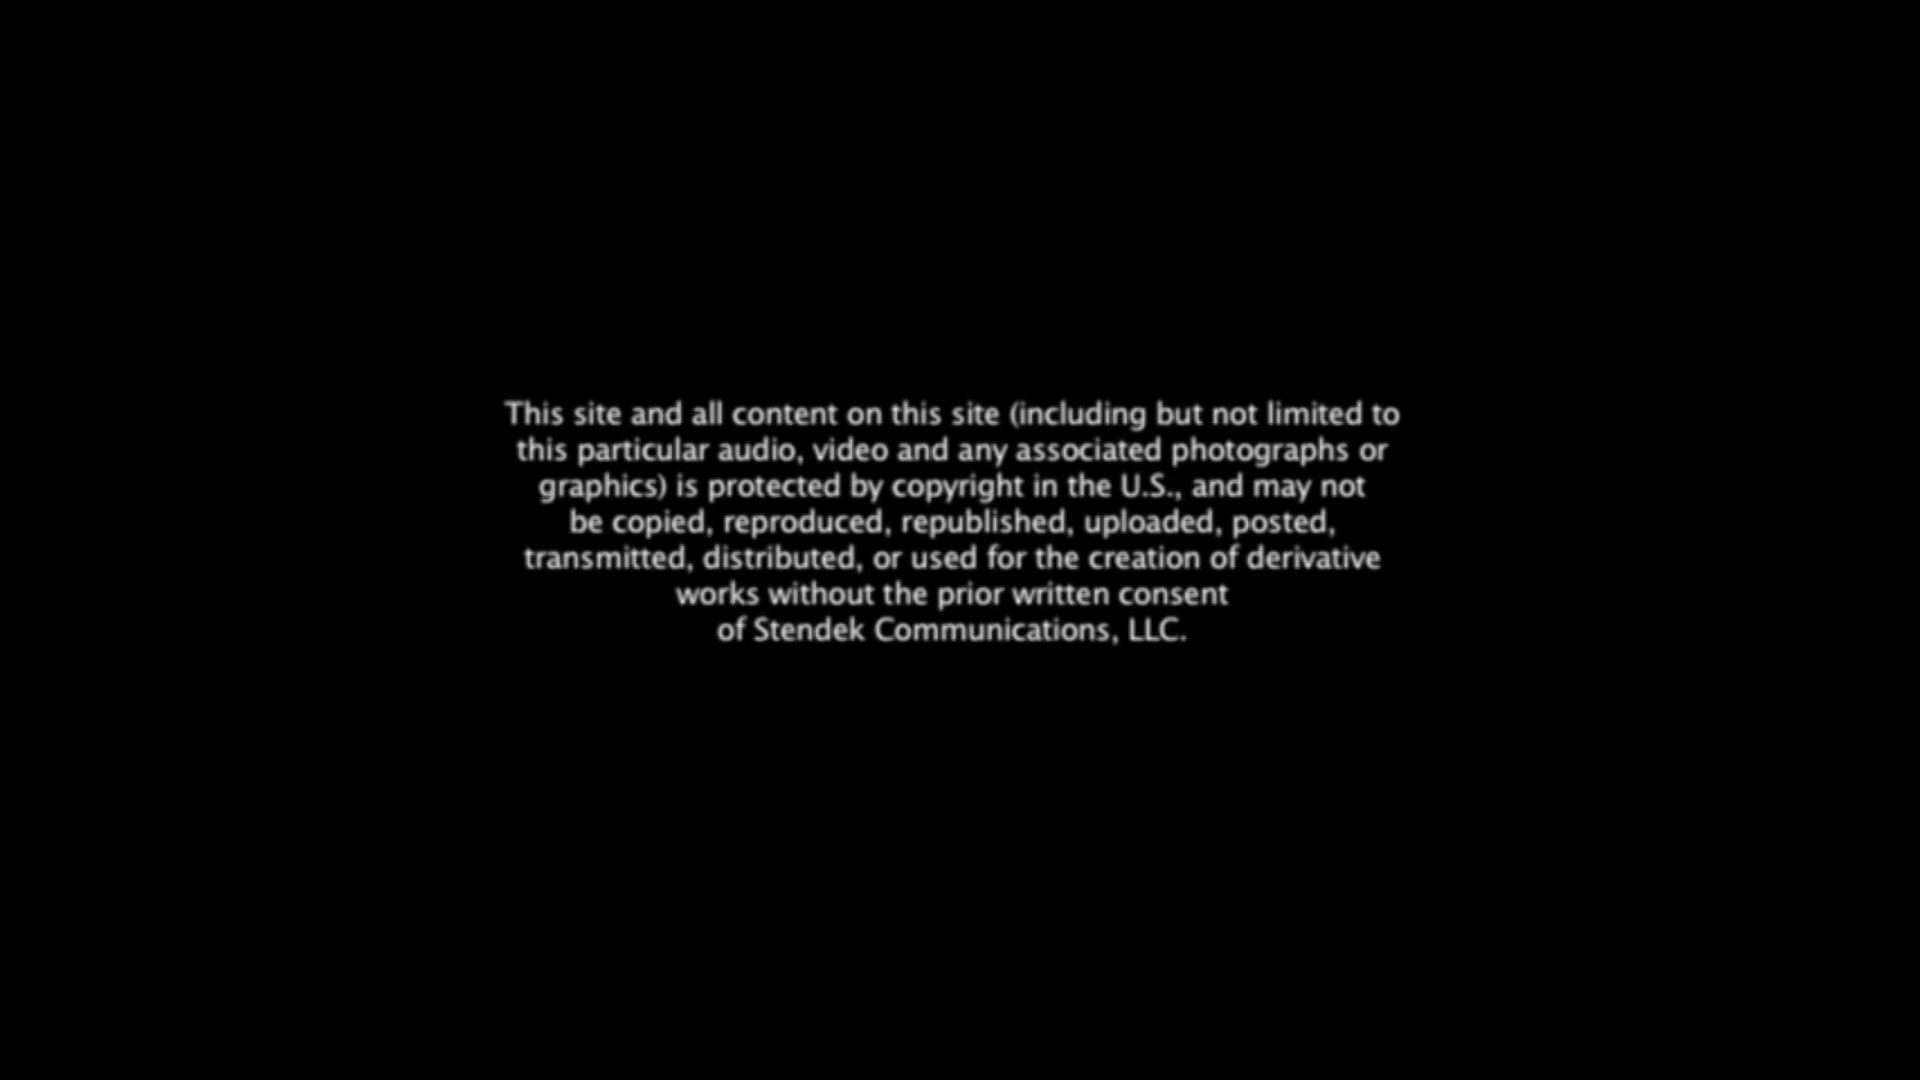 This site and all content on this site (including but not limited to
this particular audio, video and any associated photographs or
graphics) is protected by copyright in the U.S., and may not
be copied, reproduced, republished, uploaded, posted,
transmitted, distributed, or used for the creation of derivative
works without the prior written consent
of Stendek Communications, LLC.